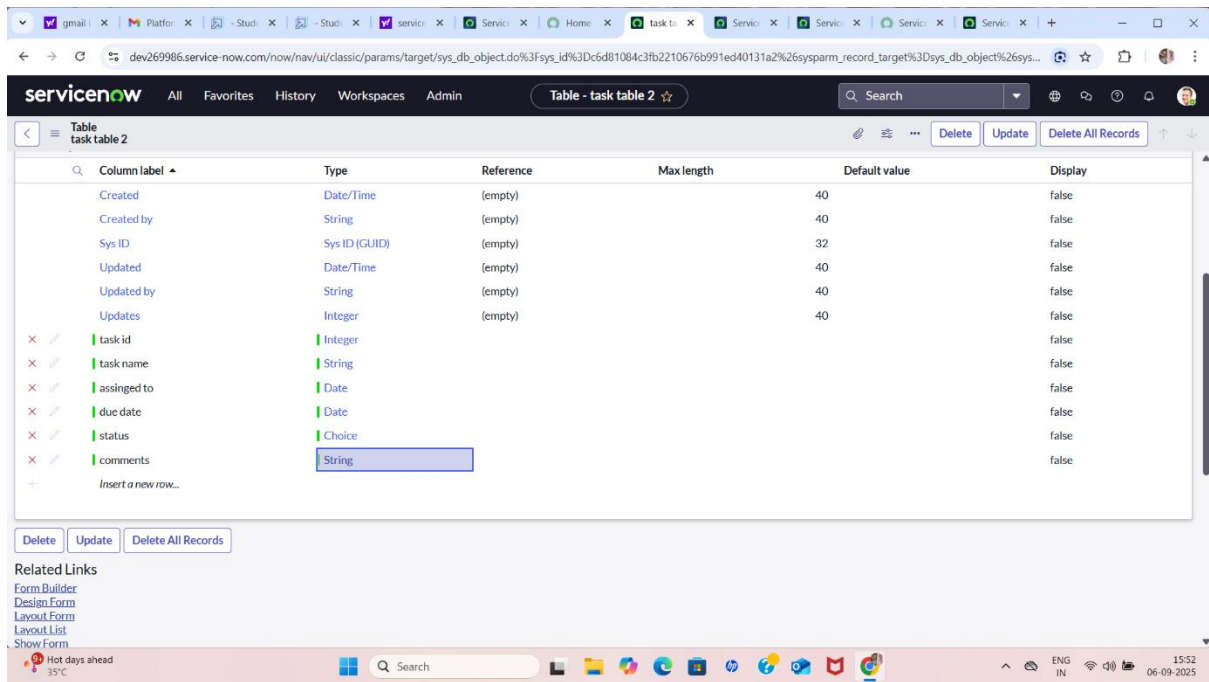 gmail l
Platfor
- Stude
- Stude
service
Service
Home
task ta
Servic
Service
Service
Service
dev269986.service-now.com/now/nav/ui/classic/params/target/sys_db_object.do%3Fsys_id%3Dc6d81084c3fb2210676b991ed40131a2%26sysparm_record_target%3Dsys_db_object%26sys...
servicenow All Favorites History Workspaces Admin Table - task table 2 Search
Table
task table 2
Delete Update Delete All Records
Column label Type Reference Max length Default value Display
Created Date/Time (empty) 40 false
Created by String (empty) 40 false
Sys ID Sys ID (GUID) (empty) 32 false
Updated Date/Time (empty) 40 false
Updated by String (empty) 40 false
Updates Integer (empty) 40 false
task id Integer false
task name String false
assinged to Date false
due date Date false
status Choice false
comments String false
Insert a new row...
Delete Update Delete All Records
Related Links
Form Builder
Design Form
Layout Form
Layout List
Show Form
9+ Hot days ahead
35°C
Search
ENG
IN
15:52
06-09-2025